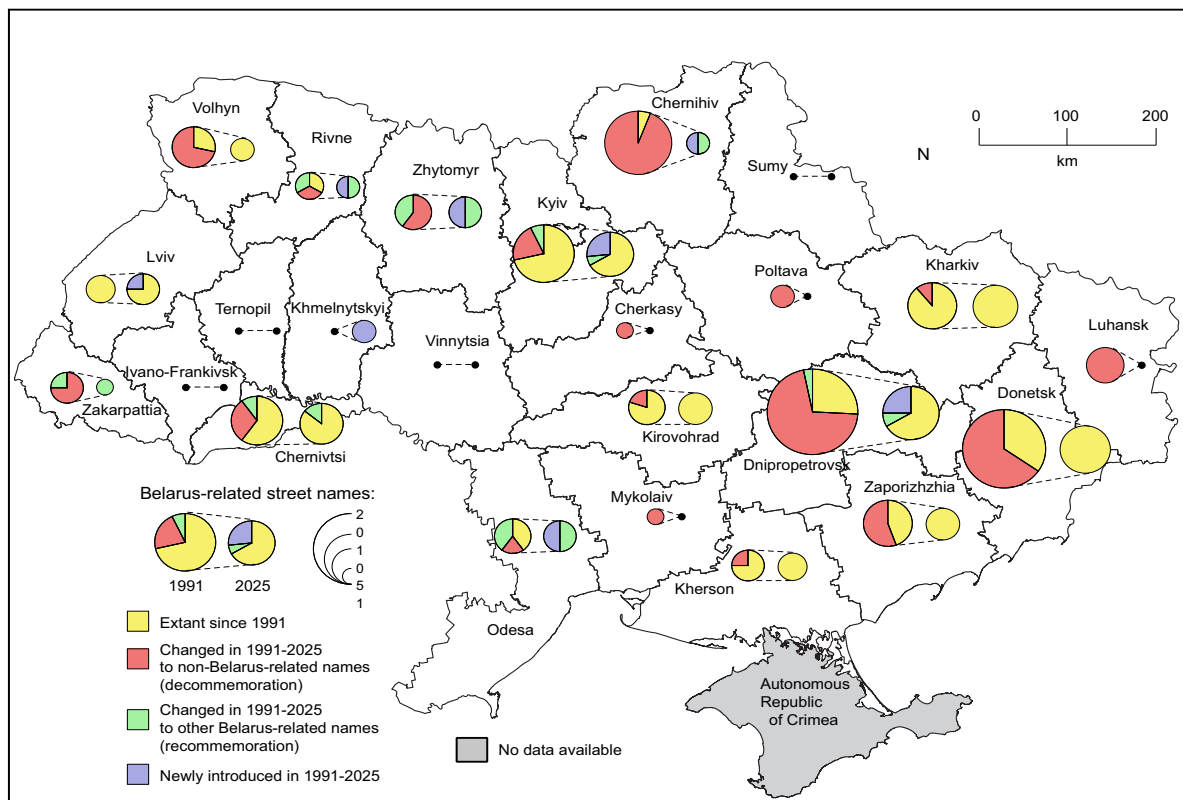 Volhyn
Rivne
Zhytomyr
Kyiv
Chernihiv
Sumy
N
0 100 200
km
Lviv
Ternopil
Khmelnytskyi
Vinnytsia
Cherkasy
Poltava
Kharkiv
Luhansk
Ivano-Frankivsk
Zakarpattia
Chernivtsi
Kirovohrad
Dnipropetrovsk
Donetsk
Zaporizhzhia
Mykolaiv
Kherson
Odesa
Autonomous
Republic
of Crimea
Belarus-related street names:
1991 2025
2
0
1
0
5
1
Extant since 1991
Changed in 1991-2025
to non-Belarus-related names
(decommemoration)
Changed in 1991-2025
to other Belarus-related names
(recommemoration)
Newly introduced in 1991-2025
No data available